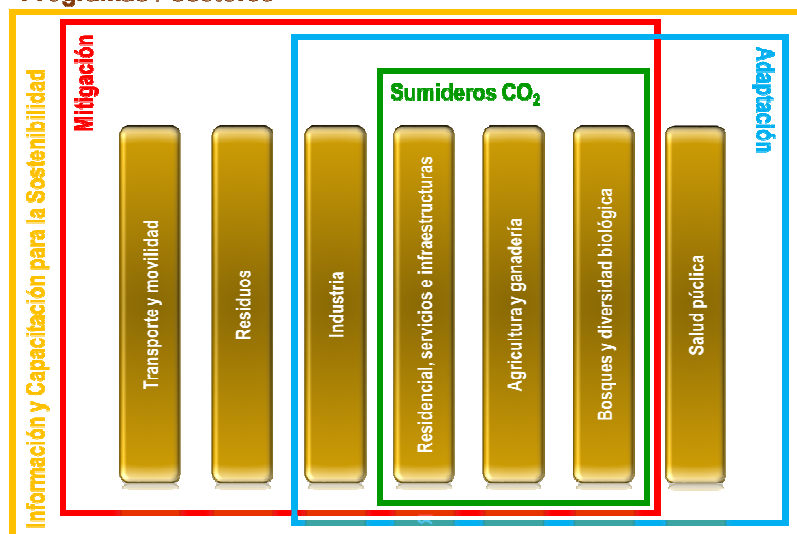 Información y Capacitación para la Sostenibilidad
Mitigación
Adaptación
Sumideros CO₂
Transporte y movilidad
Residuos
Industria
Residencial, servicios e infraestructuras
Agricultura y ganadería
Bosques y diversidad biológica
Salud púclica